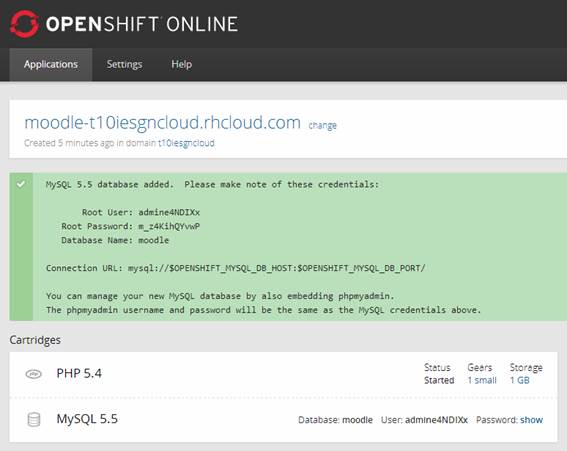 OPENSHIFT ONLINE
Applications Settings Help
moodle-t10iesgncloud.rhcloud.com change
Created 5 minutes ago in domain t10iesgncloud
MySQL 5.5 database added. Please make note of these credentials:
Root User: admine4NDIXx
Root Password: m_z4KihQYvwP
Database Name: moodle
Connection URL: mysql://$OPENSHIFT_MYSQL_DB_HOST:$OPENSHIFT_MYSQL_DB_PORT/
You can manage your new MySQL database by also embedding phpmyadmin.
The phpmyadmin username and password will be the same as the MySQL credentials above.
Cartridges
php PHP 5.4
Status Gears Storage
Started 1 small 1 GB
MySQL 5.5 Database: moodle User: admine4NDIXx Password: show